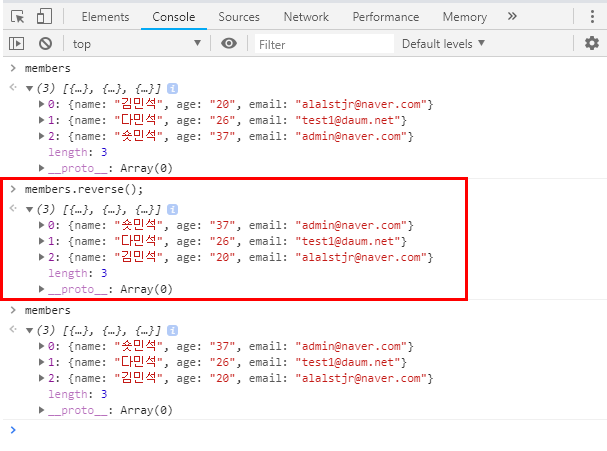 Elements Console Sources Network Performance Memory »
top Filter Default levels
members
(3) [{…}, {…}, {…}] i
0: {name: "김민석", age: "20", email: "alalstjr@naver.com"}
1: {name: "다민석", age: "26", email: "test1@daum.net"}
2: {name: "숏민석", age: "37", email: "admin@naver.com"}
length: 3
__proto__: Array(0)
members.reverse();
(3) [{…}, {…}, {…}] i
0: {name: "숏민석", age: "37", email: "admin@naver.com"}
1: {name: "다민석", age: "26", email: "test1@daum.net"}
2: {name: "김민석", age: "20", email: "alalstjr@naver.com"}
length: 3
__proto__: Array(0)
members
(3) [{…}, {…}, {…}] i
0: {name: "숏민석", age: "37", email: "admin@naver.com"}
1: {name: "다민석", age: "26", email: "test1@daum.net"}
2: {name: "김민석", age: "20", email: "alalstjr@naver.com"}
length: 3
__proto__: Array(0)